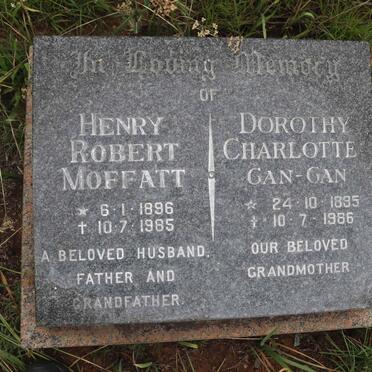 In Loving Memory
OF
HENRY
ROBERT
MOFFATT
* 6·1·1896
† 10·7·1985
A BELOVED HUSBAND,
FATHER AND
GRANDFATHER.
DOROTHY
CHARLOTTE
GAN-GAN
* 24·10·1895
† 10·7·1986
OUR BELOVED
GRANDMOTHER